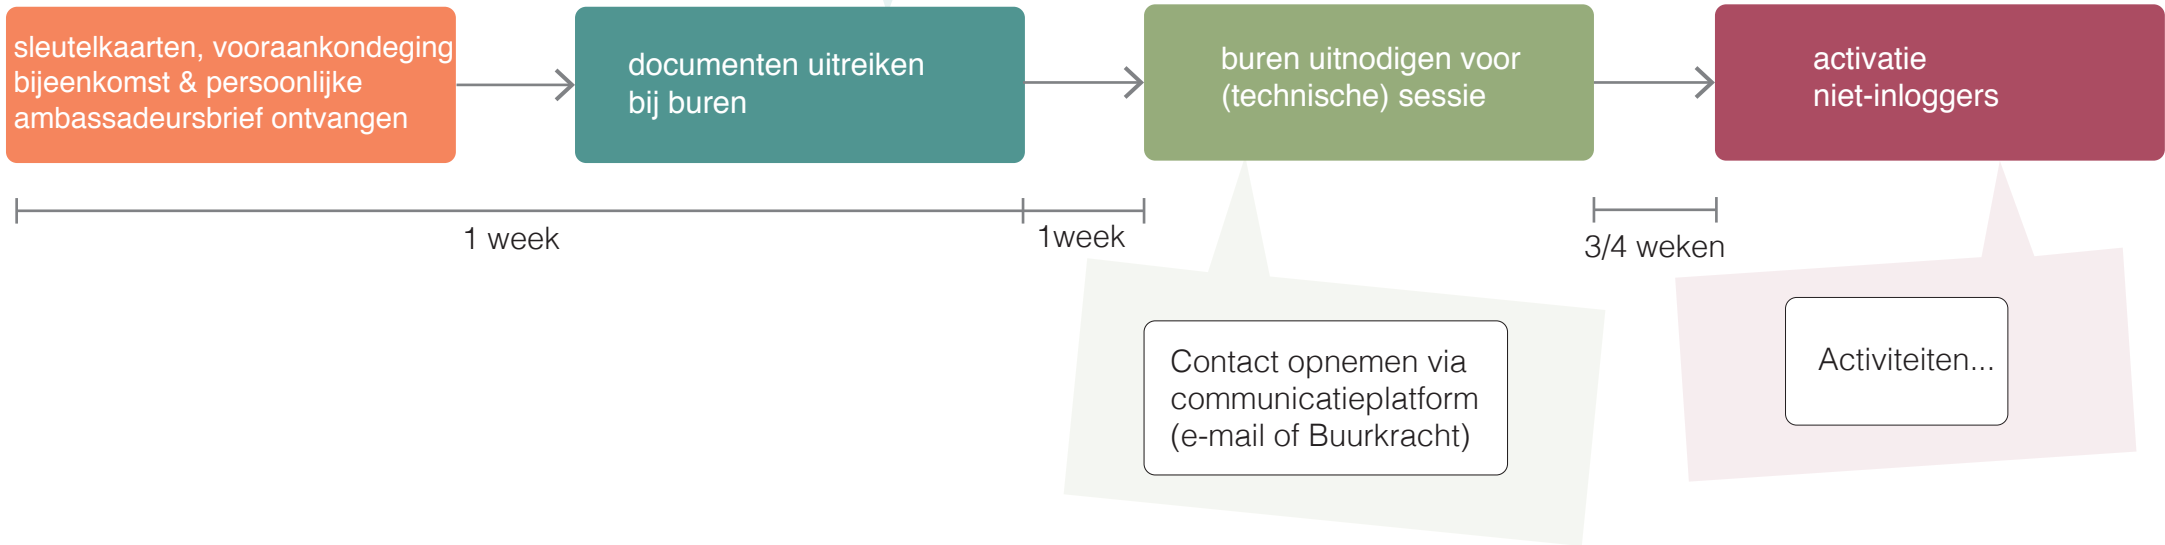 sleutelkaarten, vooraankondeging
bijeenkomst & persoonlijke
ambassadeursbrief ontvangen
documenten uitreiken
bij buren
buren uitnodigen voor
(technische) sessie
activatie
niet-inloggers
1 week
1week
3/4 weken
Contact opnemen via
communicatieplatform
(e-mail of Buurkracht)
Activiteiten...